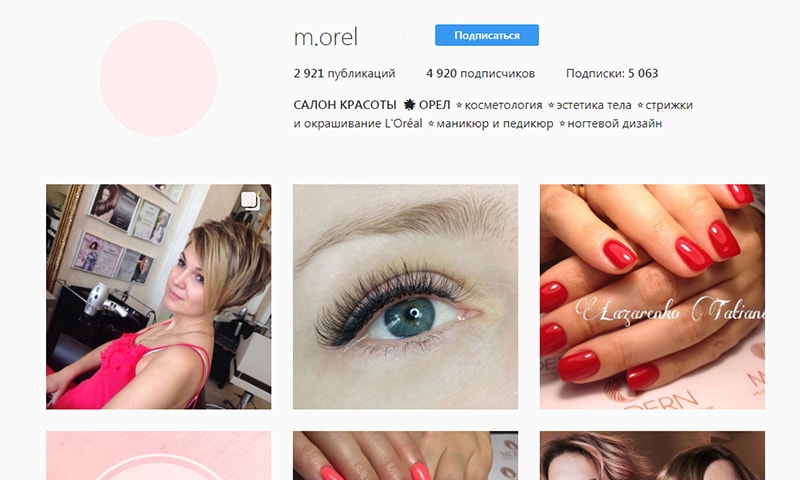 m.orel
Подписаться
2 921 публикаций 4 920 подписчиков Подписки: 5 063
САЛОН КРАСОТЫ ✹ ОРЕЛ ⭐косметология ⭐эстетика тела ⭐стрижки
и окрашивание L'Oréal ⭐маникюр и педикюр ⭐ногтевой дизайн
Lazarenko Tatiana
DERN